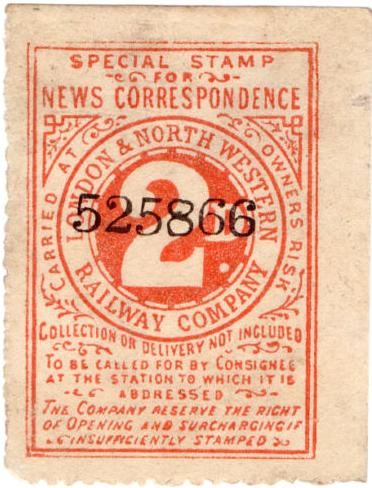 SPECIAL STAMP
FOR
NEWS CORRESPONDENCE
CARRIED AT OWNERS RISK
LONDON & NORTH WESTERN
RAILWAY COMPANY
2D.
525866
COLLECTION OR DELIVERY NOT INCLUDED
TO BE CALLED FOR BY CONSIGNEE
AT THE STATION TO WHICH IT IS
ADDRESSED
THE COMPANY RESERVE THE RIGHT
OF OPENING AND SURCHARGING IF
INSUFFICIENTLY STAMPED